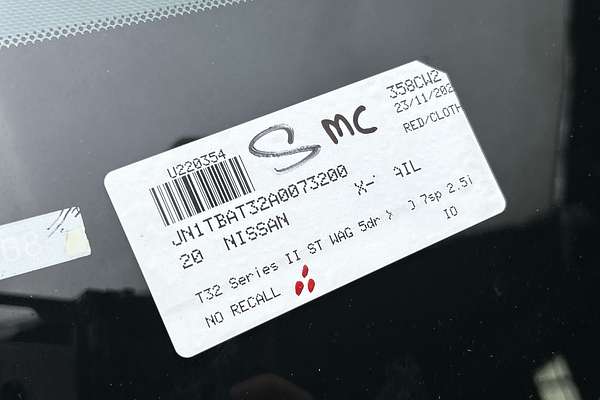 U220354
S MC
358CW2
23/11/202
RED/CLOTH
JN1TBAT32A0073200
20 NISSAN X- AIL
T32 Series II ST WAG 5dr 7sp 2.5i
NO RECALL IO